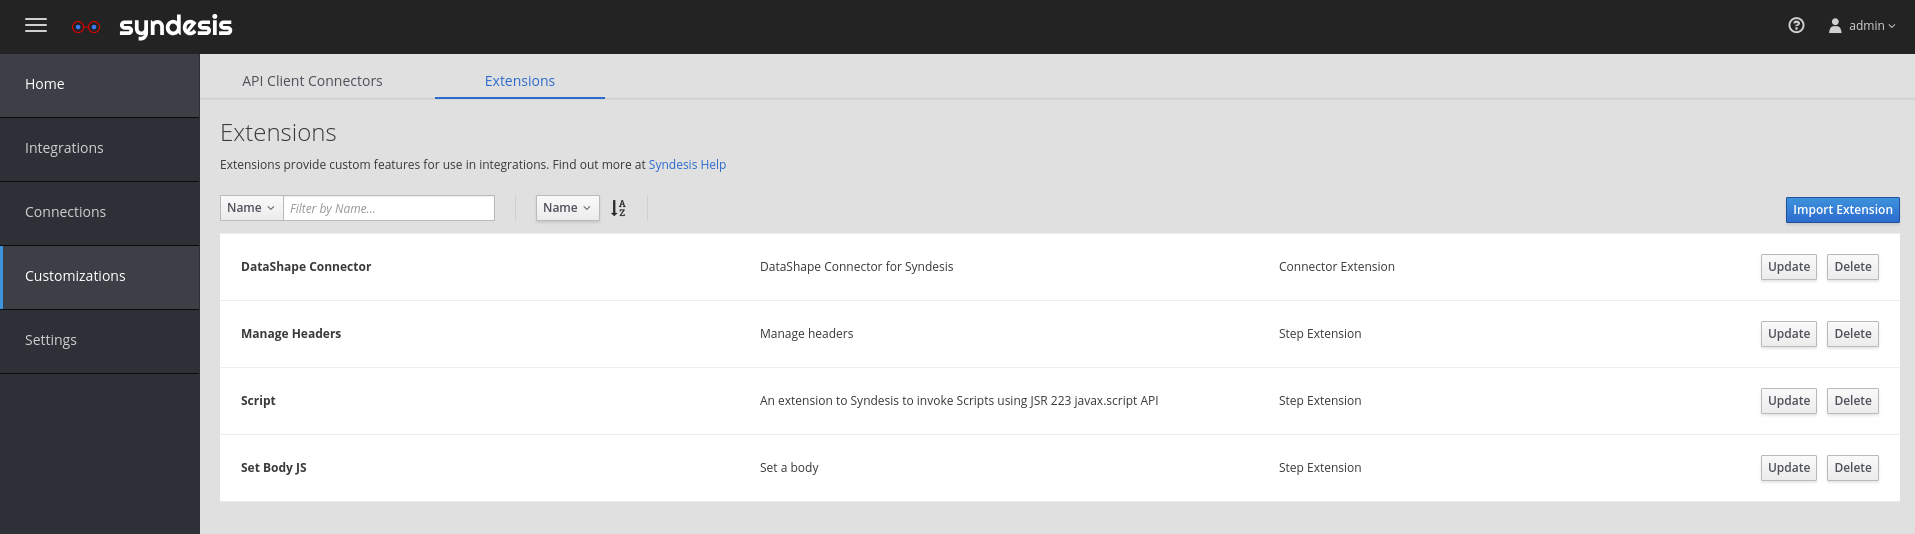 syndesis
admin
Home
Integrations
Connections
Customizations
Settings
API Client Connectors Extensions
Extensions
Extensions provide custom features for use in integrations. Find out more at Syndesis Help
Name Filter by Name... Name A Z Import Extension
DataShape Connector DataShape Connector for Syndesis Connector Extension Update Delete
Manage Headers Manage headers Step Extension Update Delete
Script An extension to Syndesis to invoke Scripts using JSR 223 javax.script API Step Extension Update Delete
Set Body JS Set a body Step Extension Update Delete